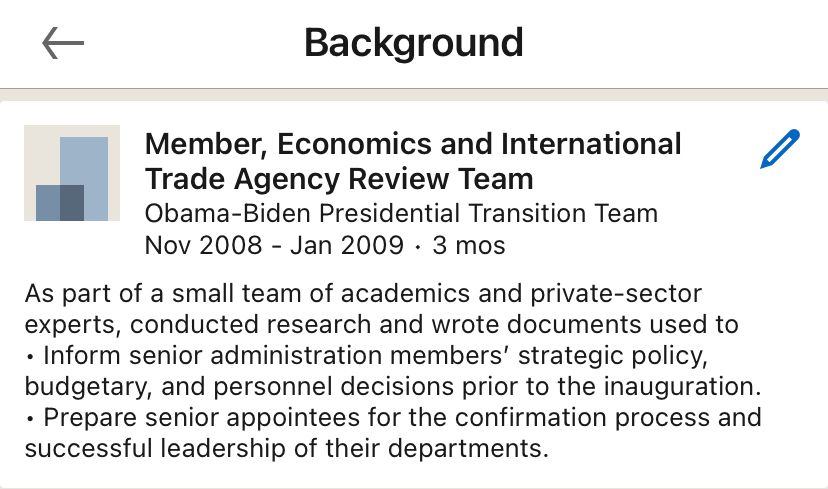 Background
Member, Economics and International
Trade Agency Review Team
Obama-Biden Presidential Transition Team
Nov 2008 - Jan 2009 · 3 mos
As part of a small team of academics and private-sector
experts, conducted research and wrote documents used to
• Inform senior administration members’ strategic policy,
budgetary, and personnel decisions prior to the inauguration.
• Prepare senior appointees for the confirmation process and
successful leadership of their departments.